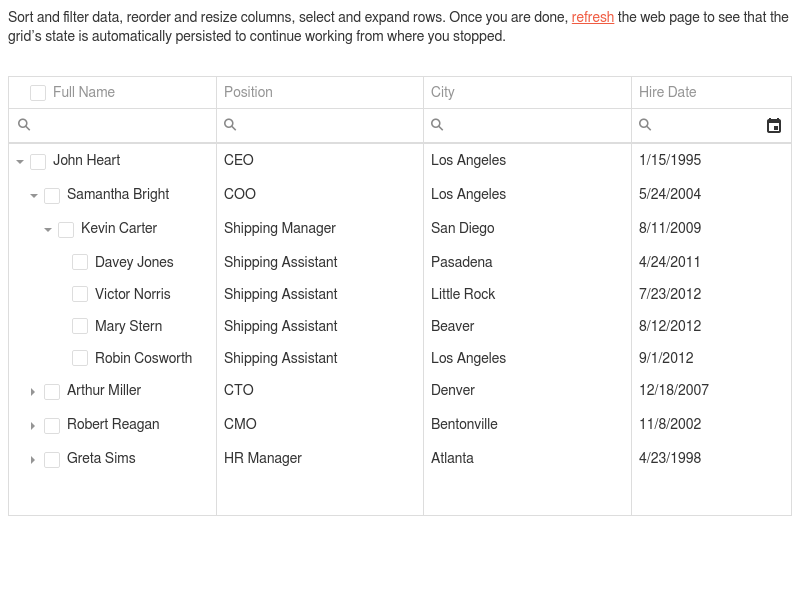 Sort and filter data, reorder and resize columns, select and expand rows. Once you are done, refresh the web page to see that the
grid’s state is automatically persisted to continue working from where you stopped.
Full Name Position City Hire Date
John Heart CEO Los Angeles 1/15/1995
Samantha Bright COO Los Angeles 5/24/2004
Kevin Carter Shipping Manager San Diego 8/11/2009
Davey Jones Shipping Assistant Pasadena 4/24/2011
Victor Norris Shipping Assistant Little Rock 7/23/2012
Mary Stern Shipping Assistant Beaver 8/12/2012
Robin Cosworth Shipping Assistant Los Angeles 9/1/2012
Arthur Miller CTO Denver 12/18/2007
Robert Reagan CMO Bentonville 11/8/2002
Greta Sims HR Manager Atlanta 4/23/1998